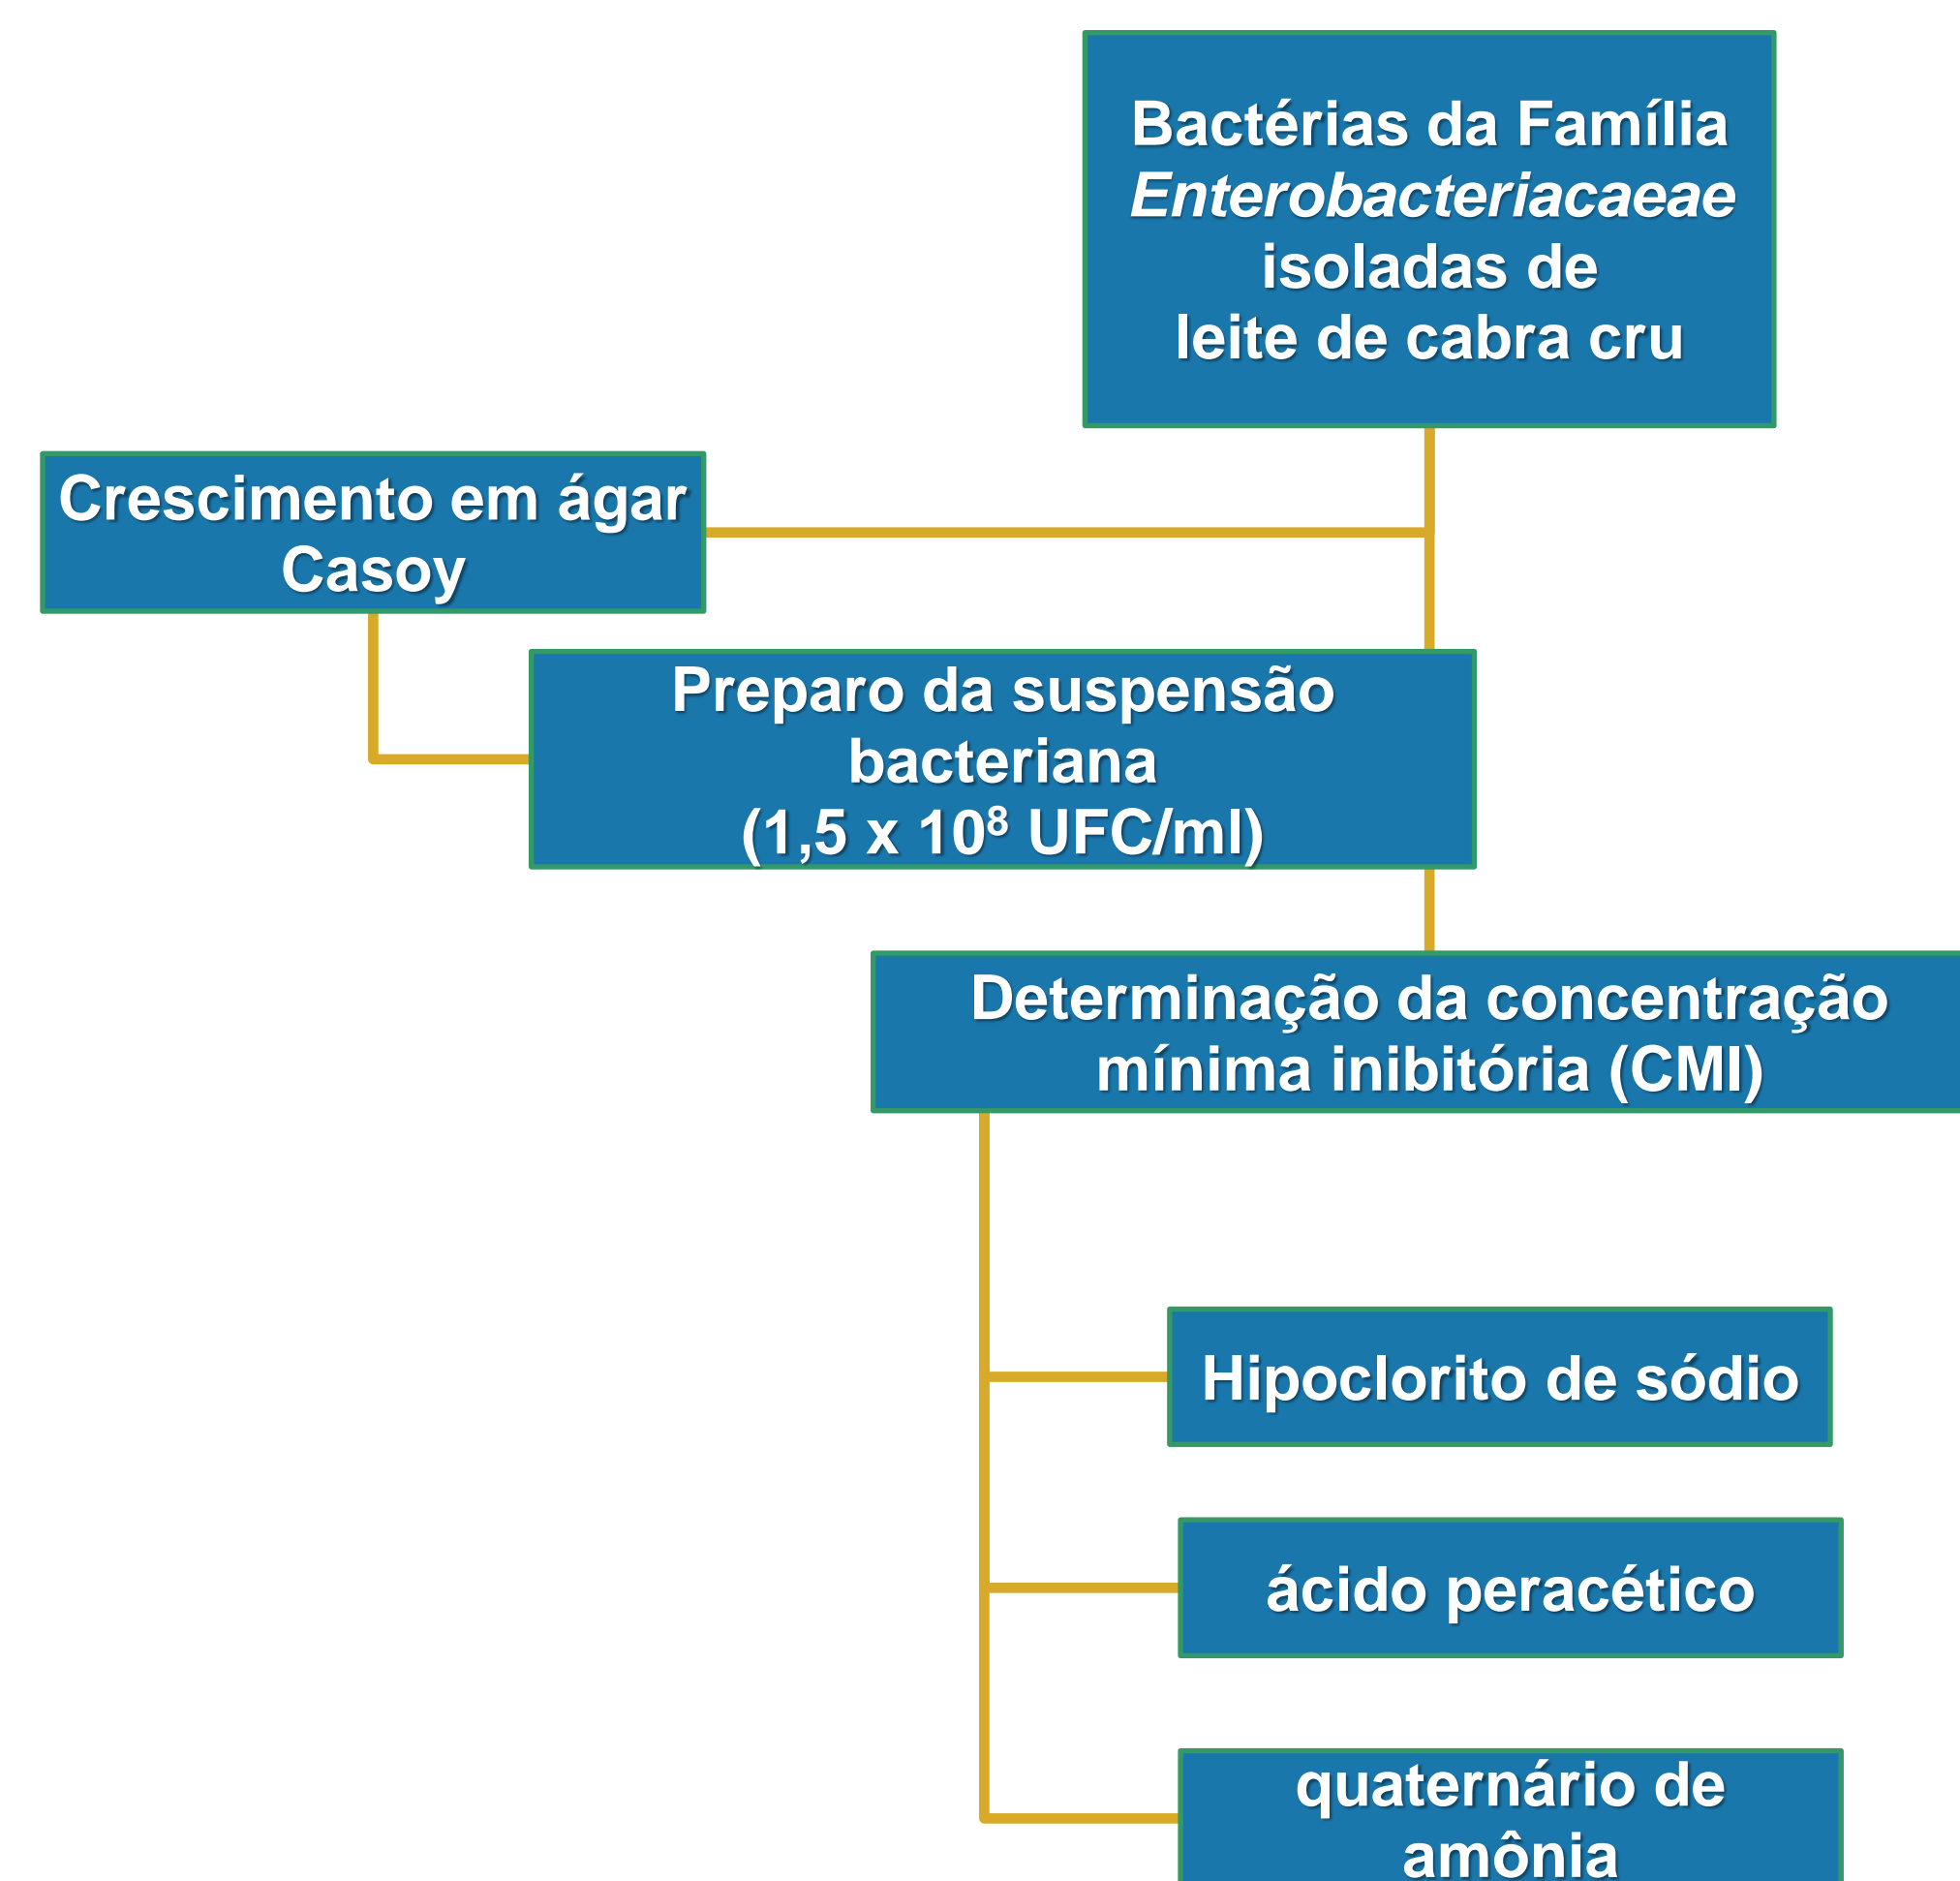 Bactérias da Família
Enterobacteriacaeae
isoladas de
leite de cabra cru
Crescimento em ágar
Casoy
Preparo da suspensão
bacteriana
(1,5 x 10⁸ UFC/ml)
Determinação da concentração
mínima inibitória (CMI)
Hipoclorito de sódio
ácido peracético
quaternário de
amônia